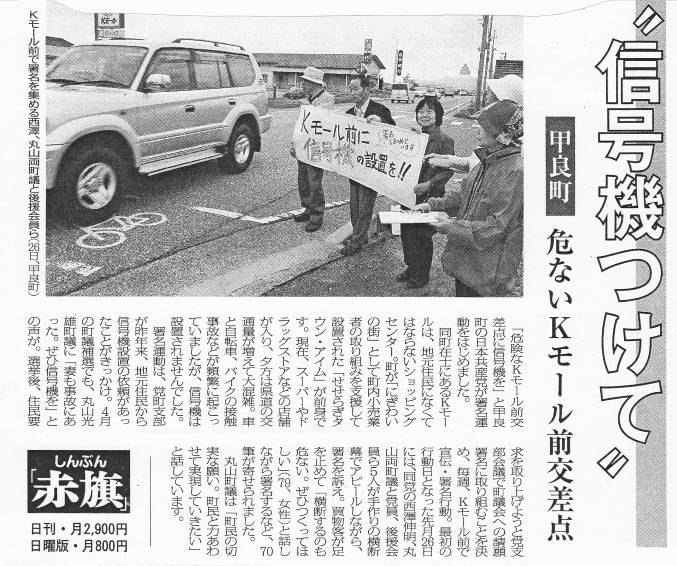 “信号機つけて”
甲良町
危ないKモール前交差点
Kモール前に
信号機の設置を!!
Kモール前で署名を集める西澤、丸山両町議と後援会員ら(26日、甲良町)
「危険なKモール前交
差点に信号機を」と甲良
町の日本共産党が署名運
動をはじめました。
同町在士にあるKモー
ルは、地元住民になくて
はならないショッピング
センター。町が「にぎわい
の街」として町内小売業
者の取り組みを支援して
設置された「せせらぎタ
ウン・アイム」が前身で
す。現在、スーパーやド
ラッグストアなどの店舗
が入り、夕方は県道の交
通量が増えて大混雑。車
と自転車、バイクの接触
事故などが頻繁に起こっ
ていましたが、信号機は
設置されませんでした。
署名運動は、党町支部
が昨年来、地元住民から
信号機設置の依頼があっ
たことがきっかけ。4月
の町議補選でも、丸山光
雄町議に「妻も事故にあ
った。ぜひ信号機を」と
の声が。選挙後、住民要
求を取り上げようと党支
部会議で町議会への請願
署名に取り組むことを決
め、毎週、Kモール前で
宣伝・署名行動。最初の
行動日となった先月26日
には、同党の西澤伸明、丸
山両町議と党員、後援会
員ら5人が手作りの横断
幕でアピールしながら、
署名を訴え。買物客が足
を止めて「横断するのも
危ない。ぜひつくってほ
しい」(79、女性)と話し
ながら署名するなど、70
筆が寄せられました。
丸山町議は「町民の切
実な願い。町民と力あわ
せて実現していきたい」
と話しています。
しんぶん
「赤旗」
日刊・月2,900円
日曜版・月800円